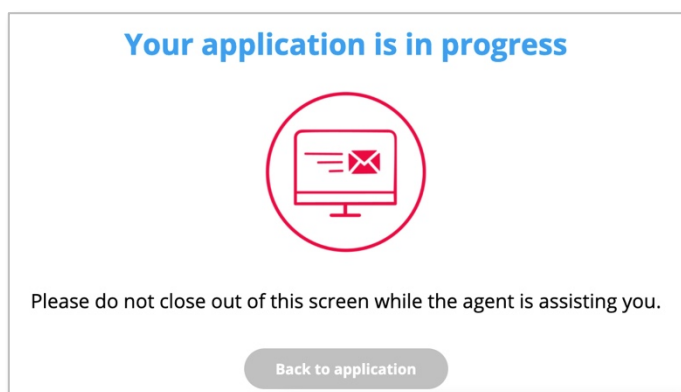 Your application is in progress
Please do not close out of this screen while the agent is assisting you.
Back to application